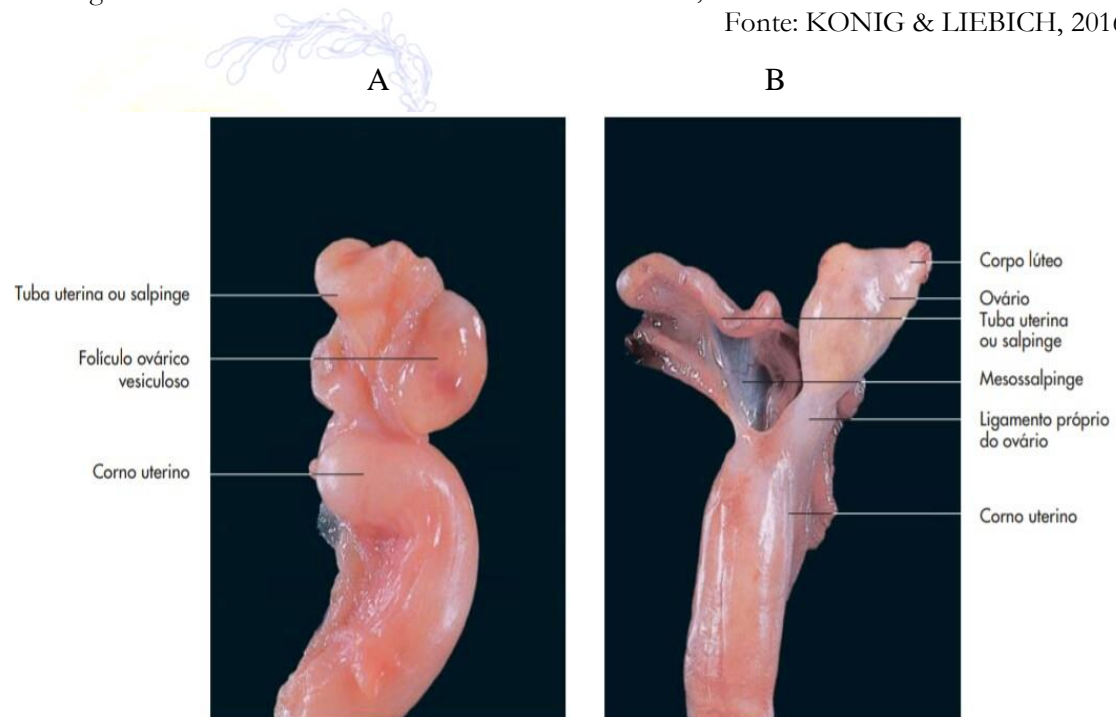 Fonte: KONIG & LIEBICH, 2016
A
B
Tuba uterina ou salpinge
Folículo ovárico
vesiculoso
Corno uterino
Corpo lúteo
Ovário
Tuba uterina
ou salpinge
Mesossalpinge
Ligamento próprio
do ovário
Corno uterino